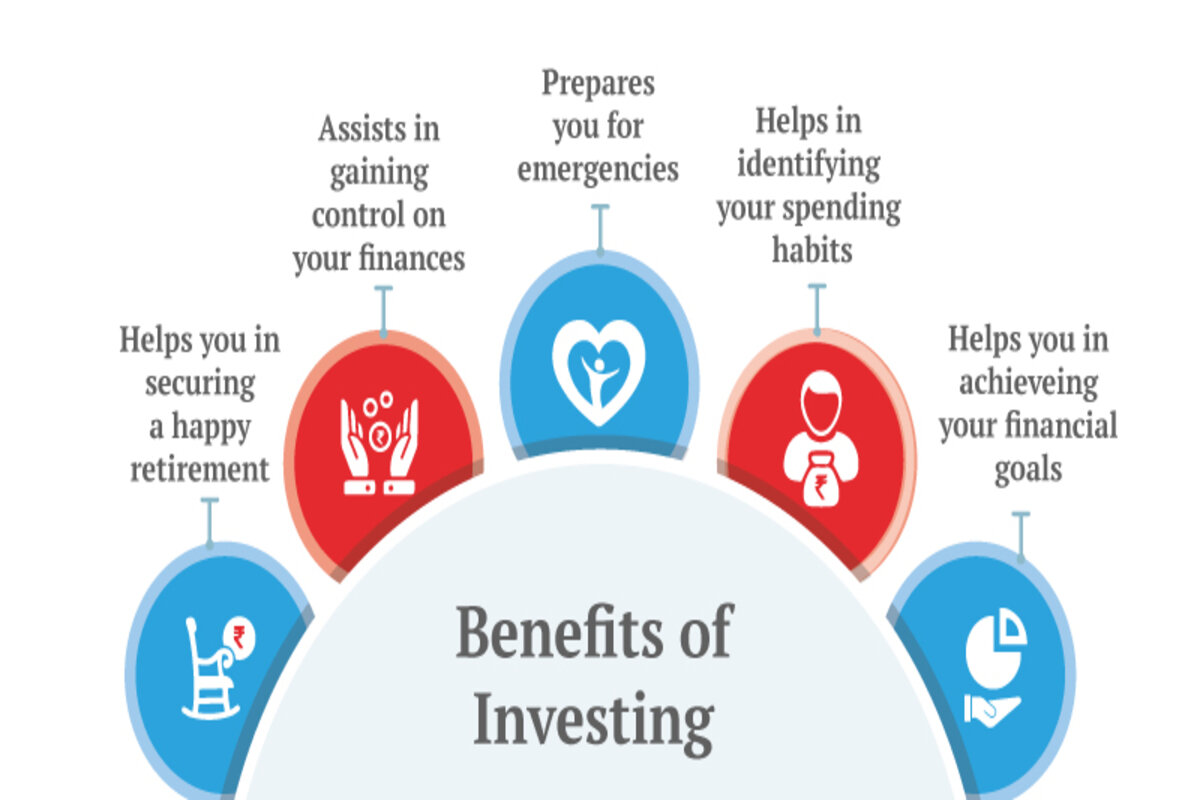 Helps you in
securing
a happy
retirement
Assists in
gaining
control on
your finances
Prepares
you for
emergencies
Helps in
identifying
your spending
habits
Helps you in
achieveing
your financial
goals
₹
₹
₹
Benefits of
Investing